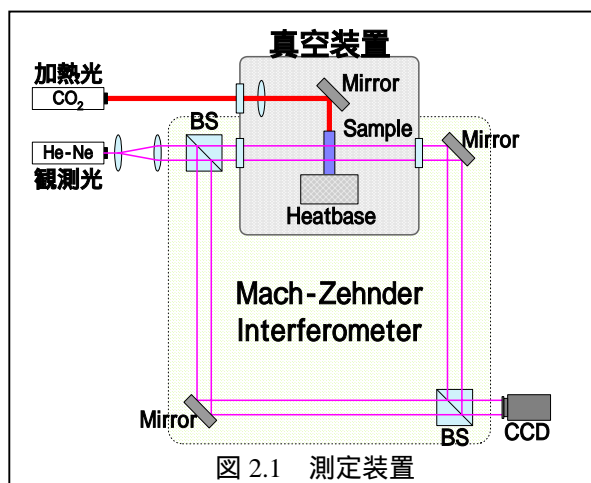 真空装置
加熱光
CO₂
Mirror
BS
Sample
Mirror
He-Ne
観測光
Heatbase
Mach-Zehnder
Interferometer
Mirror
BS
CCD
図 2.1 測定装置